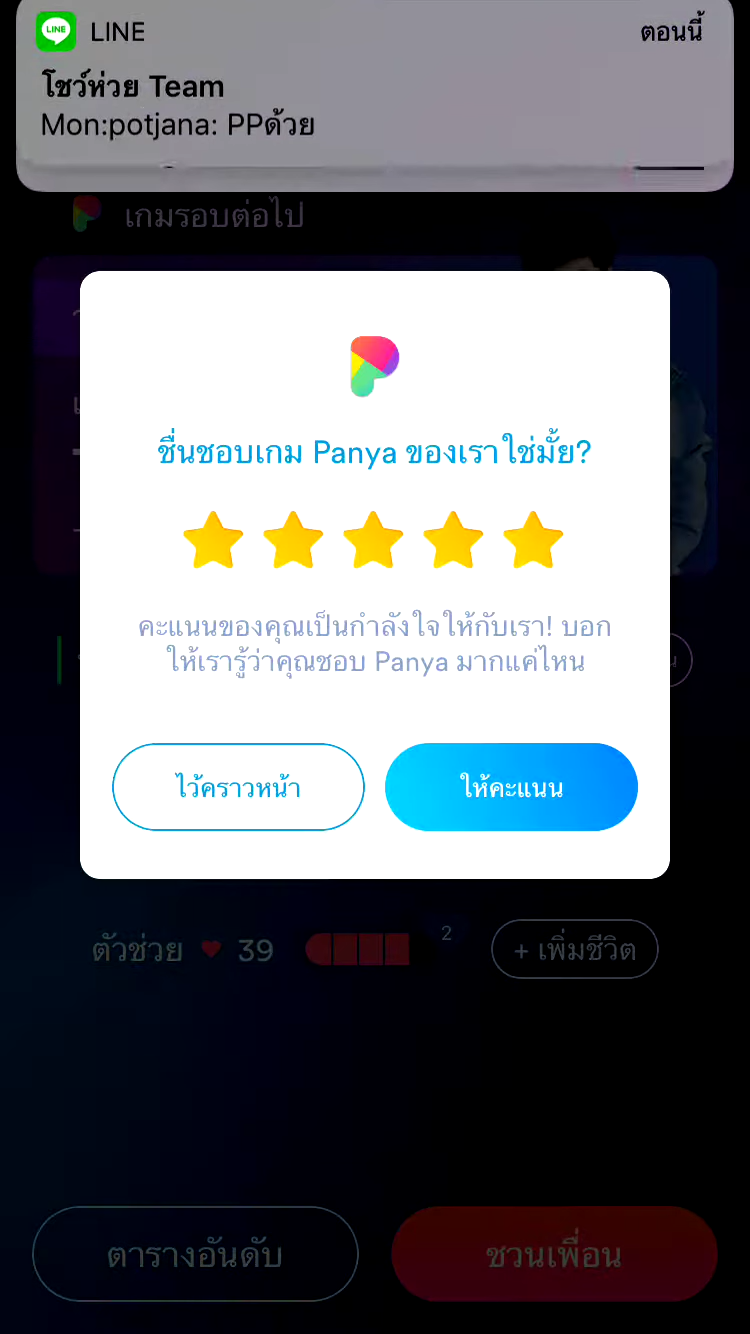 LINE
ตอนนี้
โชว์ห่วย Team
Mon:potjana: PPด้วย
เกมรอบต่อไป
ชื่นชอบเกม Panya ของเราใช่มั้ย?
คะแนนของคุณเป็นกำลังใจให้กับเรา! บอก
ให้เรารู้ว่าคุณชอบ Panya มากแค่ไหน
ไว้คราวหน้า
ให้คะแนน
ตัวช่วย 39
2
+ เพิ่มชีวิต
ตารางอันดับ
ชวนเพื่อน